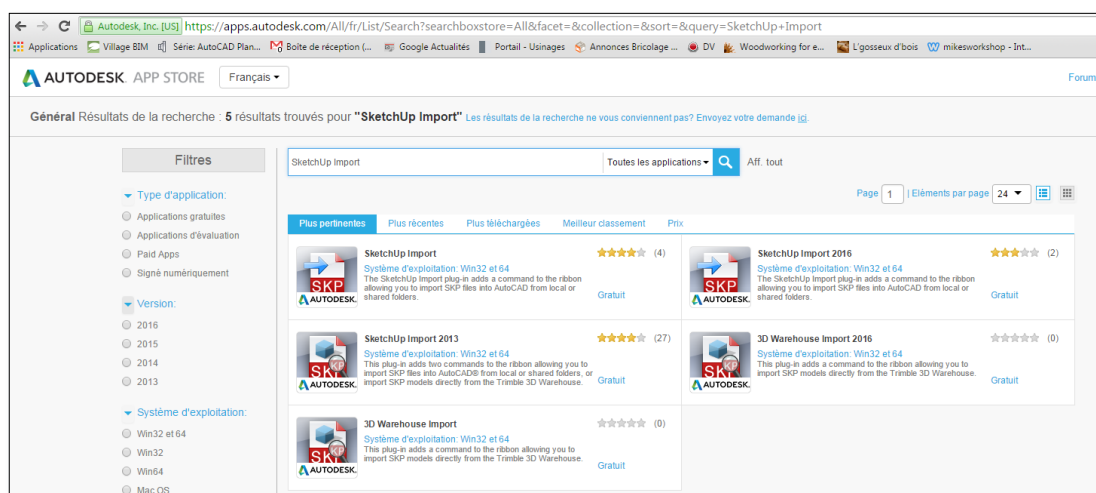 Autodesk, Inc. [US] https://apps.autodesk.com/All/fr/List/Search?searchboxstore=All&facet=&collection=&sort=&query=SketchUp+Import
Applications Village BIM Série: AutoCAD Plan... Boîte de réception (... Google Actualités Portail - Usinages Annonces Bricolage ... DV Woodworking for e... L'gosseux d'bois mikesworkshop - Int...
AUTODESK. APP STORE Français Forum
Général Résultats de la recherche : 5 résultats trouvés pour "SketchUp Import" Les résultats de la recherche ne vous conviennent pas? Envoyez votre demande ici.
Filtres
SketchUp Import Toutes les applications Aff. tout
Page 1 | Eléments par page 24
Type d'application:
Applications gratuites
Applications d'évaluation
Paid Apps
Signé numériquement
Version:
2016
2015
2014
2013
Système d'exploitation:
Win32 et 64
Win32
Win64
Mac OS
Plus pertinentes Plus récentes Plus téléchargées Meilleur classement Prix
SKP
AUTODESK.
SketchUp Import (4)
Système d'exploitation: Win32 et 64
The SketchUp Import plug-in adds a command to the ribbon
allowing you to import SKP files into AutoCAD from local or
shared folders.
Gratuit
SKP
AUTODESK.
SketchUp Import 2016 (2)
Système d'exploitation: Win32 et 64
The SketchUp Import plug-in adds a command to the ribbon
allowing you to import SKP files into AutoCAD from local or
shared folders.
Gratuit
SKP
AUTODESK.
SketchUp Import 2013 (27)
Système d'exploitation: Win32 et 64
This plug-in adds two commands to the ribbon allowing you to
import SKP files into AutoCAD® from local or shared folders, or
import SKP models directly from the Trimble 3D Warehouse.
Gratuit
SKP
AUTODESK.
3D Warehouse Import 2016 (0)
Système d'exploitation: Win32 et 64
This plug-in adds a command to the ribbon allowing you to
import SKP models directly from the Trimble 3D Warehouse.
Gratuit
SKP
AUTODESK.
3D Warehouse Import (0)
Système d'exploitation: Win32 et 64
This plug-in adds a command to the ribbon allowing you to
import SKP models directly from the Trimble 3D Warehouse.
Gratuit